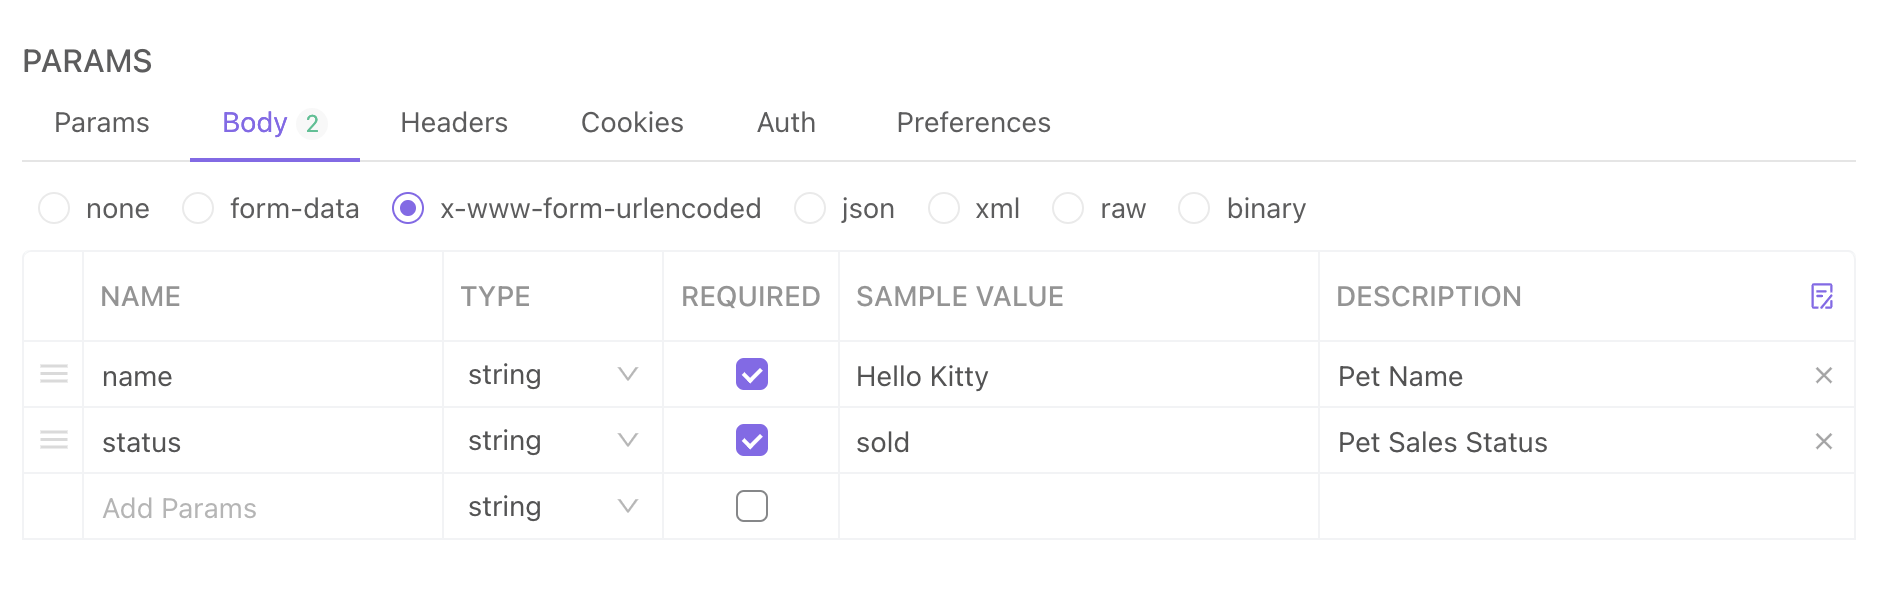 PARAMS
Params Body 2 Headers Cookies Auth Preferences
none form-data x-www-form-urlencoded json xml raw binary
NAME TYPE REQUIRED SAMPLE VALUE DESCRIPTION
name string Hello Kitty Pet Name
status string sold Pet Sales Status
Add Params string